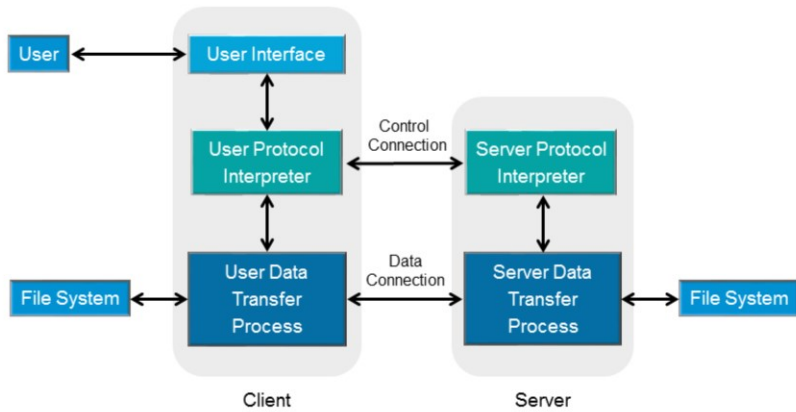 User
User Interface
Control
Connection
User Protocol
Interpreter
Server Protocol
Interpreter
Data
Connection
File System
User Data
Transfer
Process
Server Data
Transfer
Process
File System
Client
Server